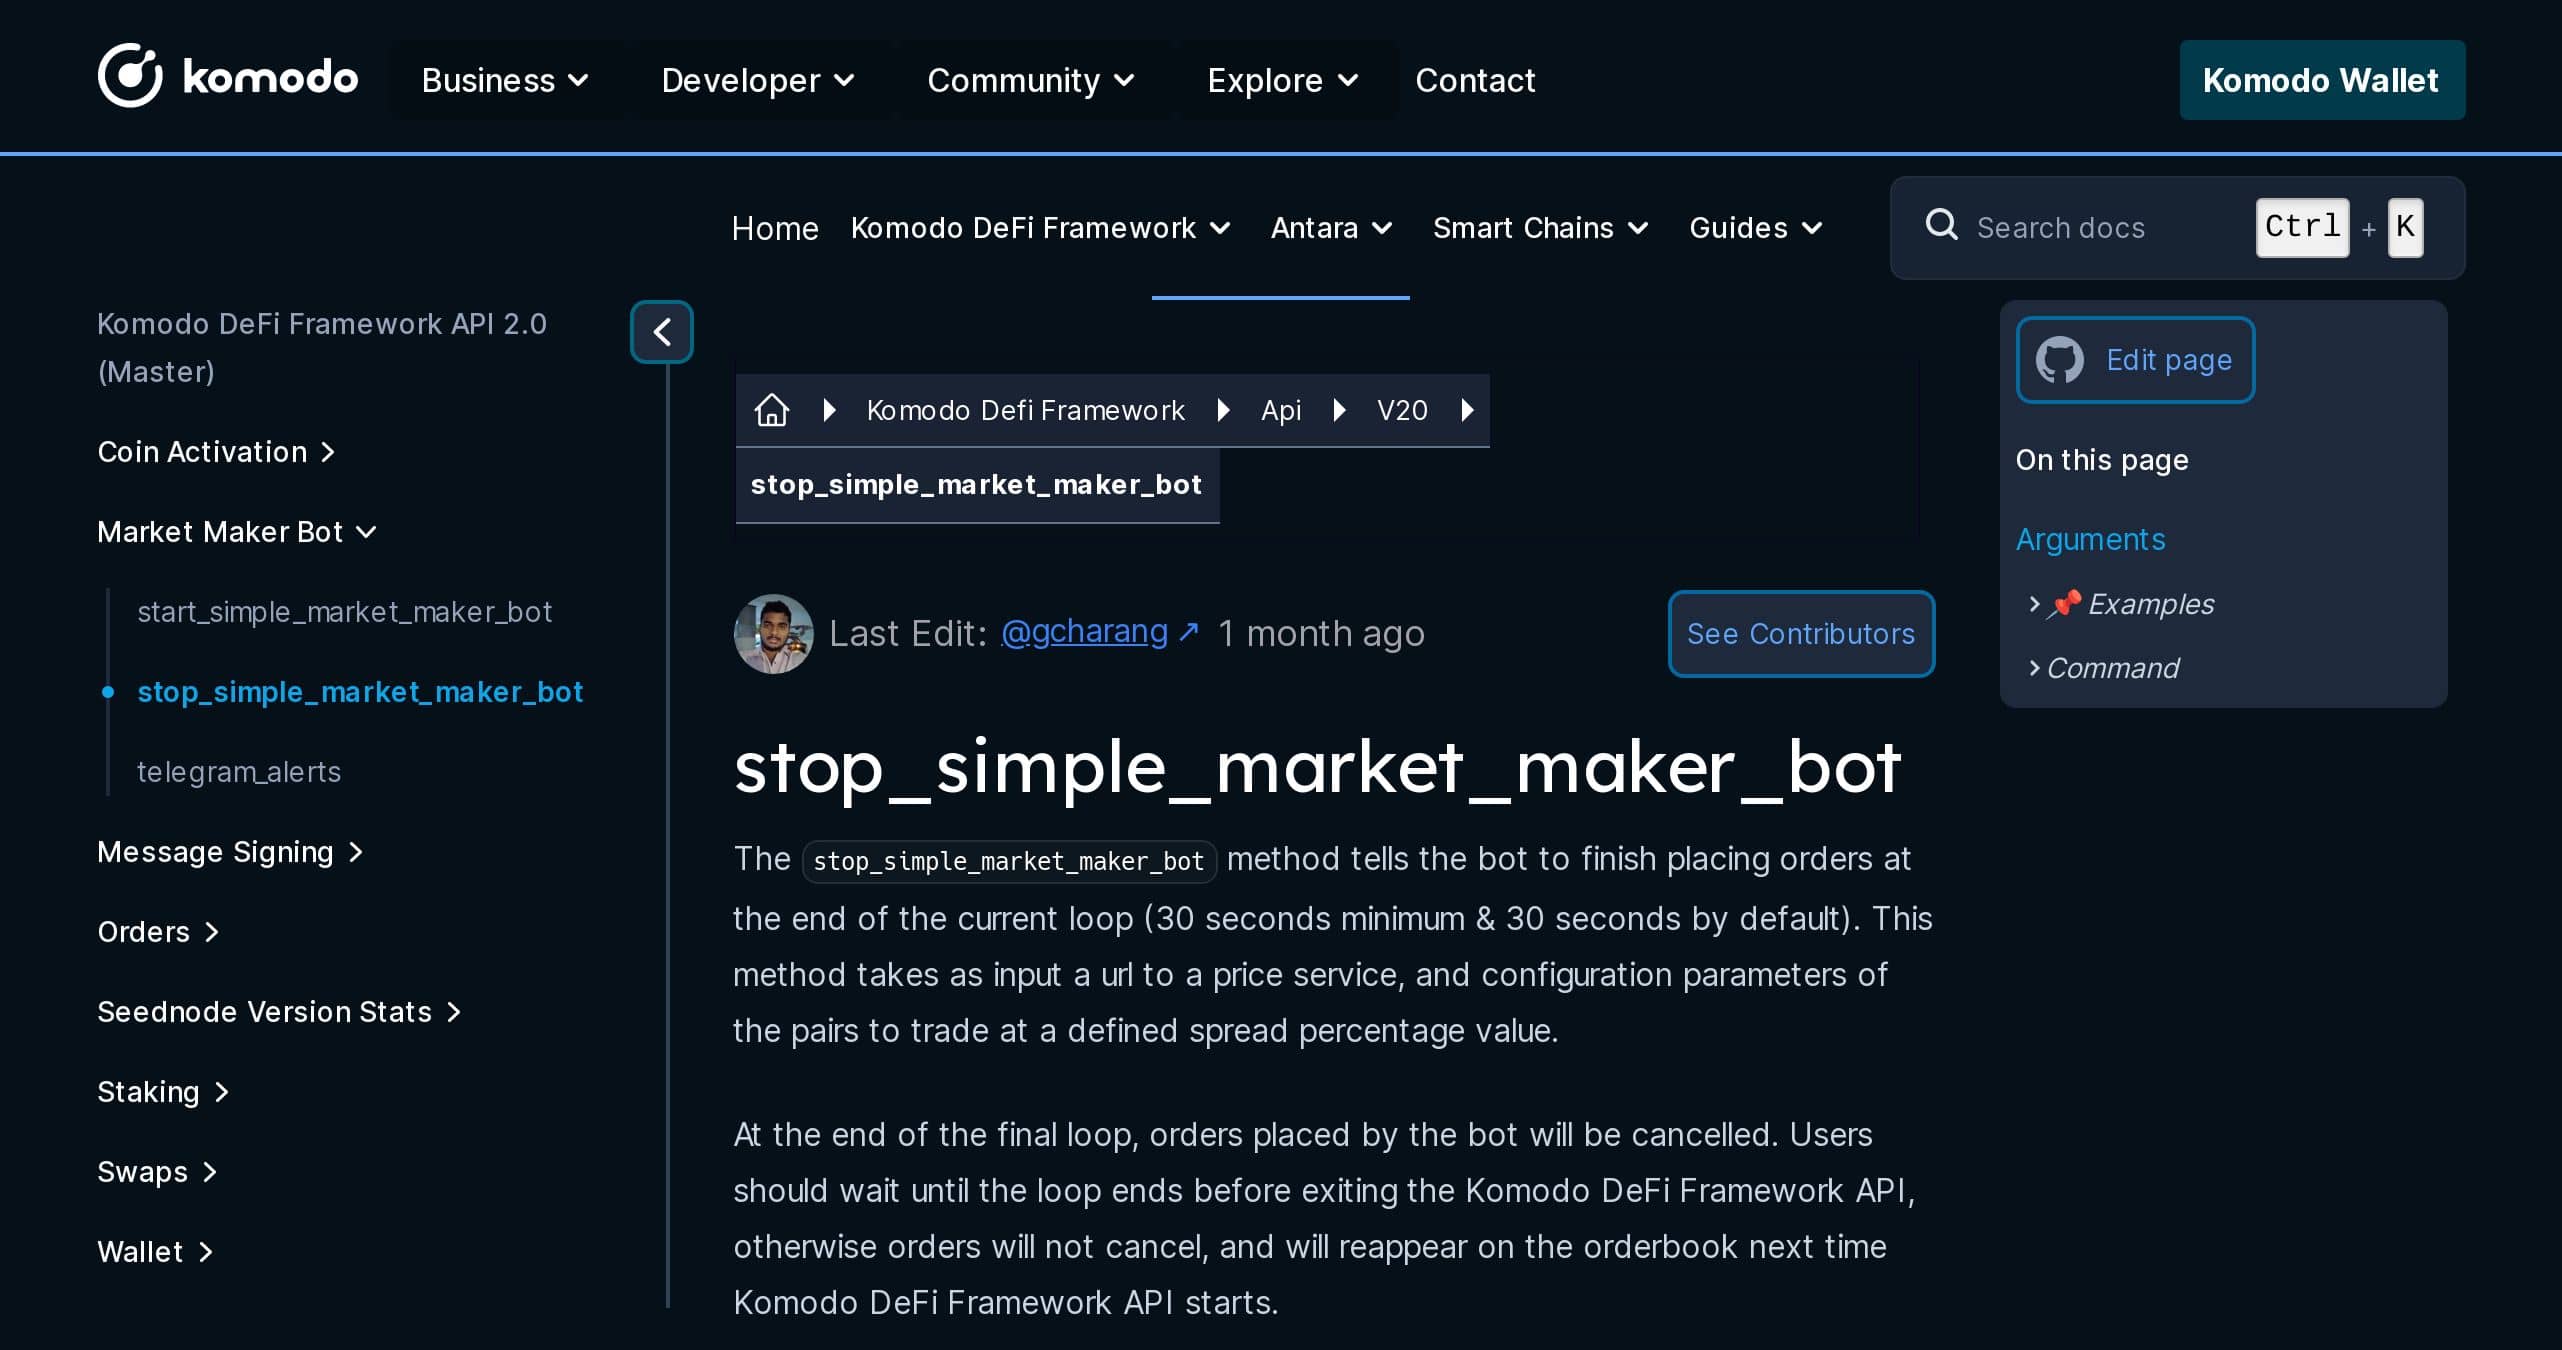 komodo
Business
Developer
Community
Explore
Contact
Komodo Wallet
Home
Komodo DeFi Framework
Antara
Smart Chains
Guides
Search docs
Ctrl + K
Komodo DeFi Framework API 2.0
(Master)
Coin Activation
Market Maker Bot
start_simple_market_maker_bot
stop_simple_market_maker_bot
telegram_alerts
Message Signing
Orders
Seednode Version Stats
Staking
Swaps
Wallet
Komodo Defi Framework
Api
V20
stop_simple_market_maker_bot
Last Edit: @gcharang ↗ 1 month ago
See Contributors
stop_simple_market_maker_bot
The stop_simple_market_maker_bot method tells the bot to finish placing orders at
the end of the current loop (30 seconds minimum & 30 seconds by default). This
method takes as input a url to a price service, and configuration parameters of
the pairs to trade at a defined spread percentage value.
At the end of the final loop, orders placed by the bot will be cancelled. Users
should wait until the loop ends before exiting the Komodo DeFi Framework API,
otherwise orders will not cancel, and will reappear on the orderbook next time
Komodo DeFi Framework API starts.
Edit page
On this page
Arguments
📌 Examples
Command